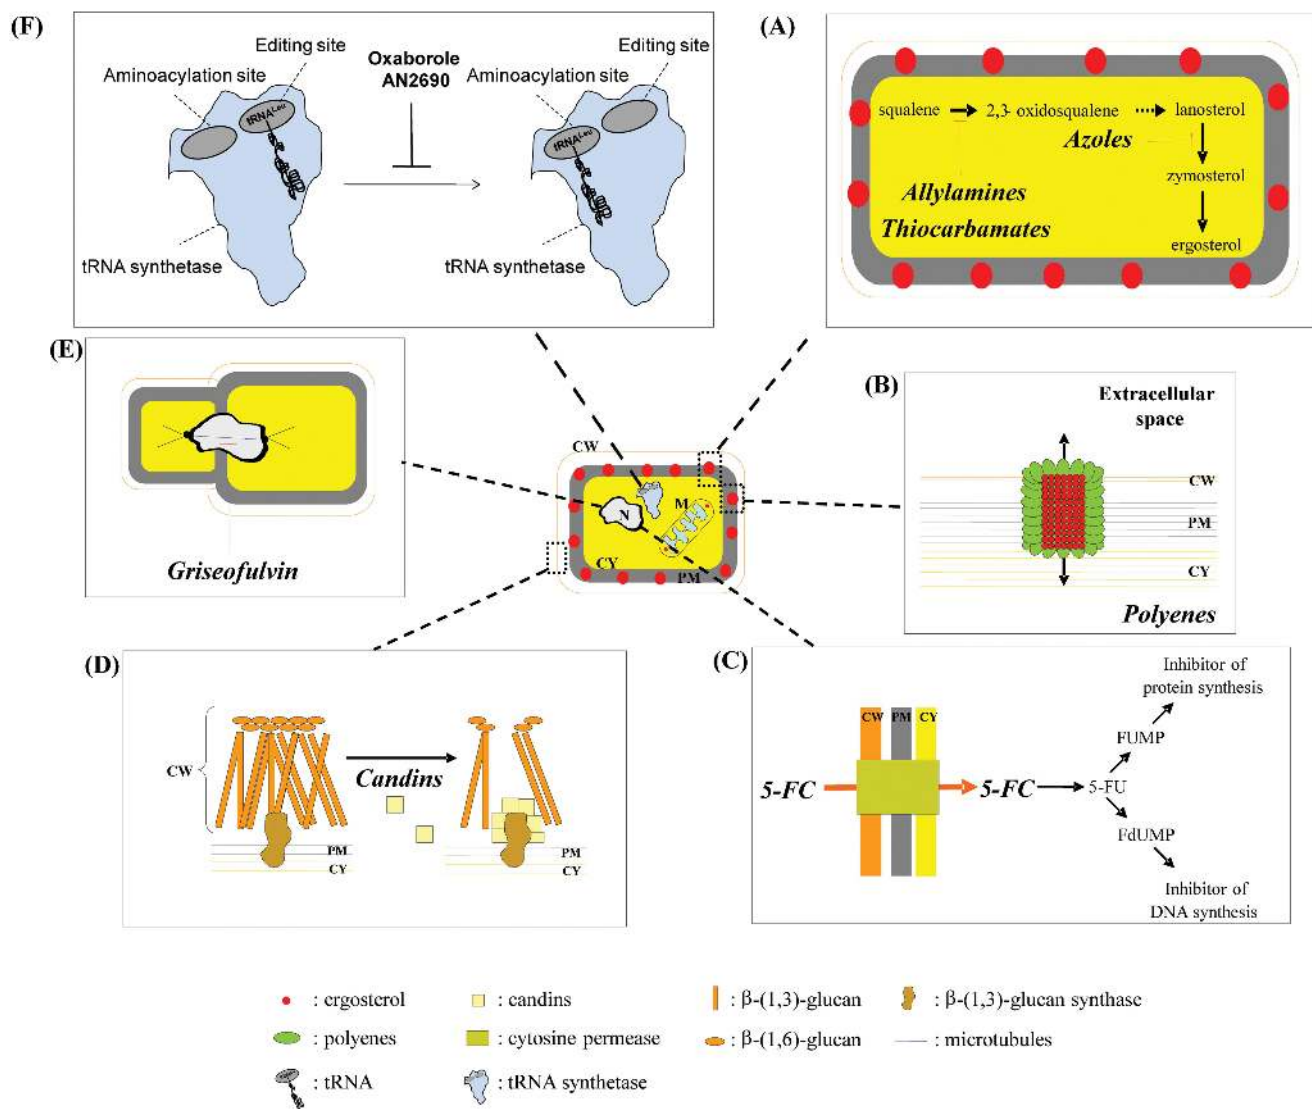 (F)
Editing site
Aminoacylation site
tRNALeu
tRNA synthetase
Oxaborole
AN2690
Editing site
Aminoacylation site
tRNALeu
tRNA synthetase
(A)
squalene
2,3- oxidosqualene
lanosterol
Azoles
zymosterol
Allylamines
Thiocarbamates
ergosterol
(E)
Griseofulvin
CW
N
M
CY
PM
(B)
Extracellular
space
CW
PM
CY
Polyenes
(D)
CW
Candins
PM
CY
PM
CY
(C)
CW PM CY
5-FC
5-FC
5-FU
FUMP
Inhibitor of
protein synthesis
FdUMP
Inhibitor of
DNA synthesis
: ergosterol
: candins
: β-(1,3)-glucan
: β-(1,3)-glucan synthase
: polyenes
: cytosine permease
: β-(1,6)-glucan
: microtubules
: tRNA
: tRNA synthetase